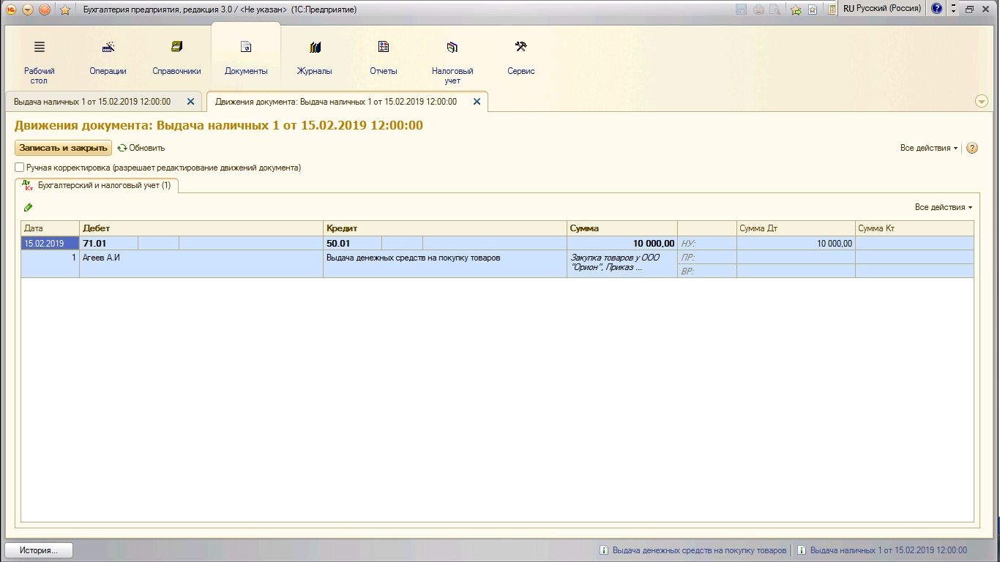 Бухгалтерия предприятия, редакция 3.0 / <Не указан> (1С:Предприятие)
RU Русский (Россия)
Рабочий стол
Операции
Справочники
Документы
Журналы
Отчеты
Налоговый учет
Сервис
Выдача наличных 1 от 15.02.2019 12:00:00
Движения документа: Выдача наличных 1 от 15.02.2019 12:00:00
Движения документа: Выдача наличных 1 от 15.02.2019 12:00:00
Записать и закрыть Обновить Все действия ?
Ручная корректировка (разрешает редактирование движений документа)
Дт Кт Бухгалтерский и налоговый учет (1)
Все действия
Дата Дебет Кредит Сумма Сумма Дт Сумма Кт
15.02.2019 71.01 50.01 10 000,00 НУ: 10 000,00
1 Агеев А.И Выдача денежных средств на покупку товаров Закупка товаров у ООО ПР:
"Орион", Приказ ... ВР:
История... Выдача денежных средств на покупку товаров Выдача наличных 1 от 15.02.2019 12:00:00